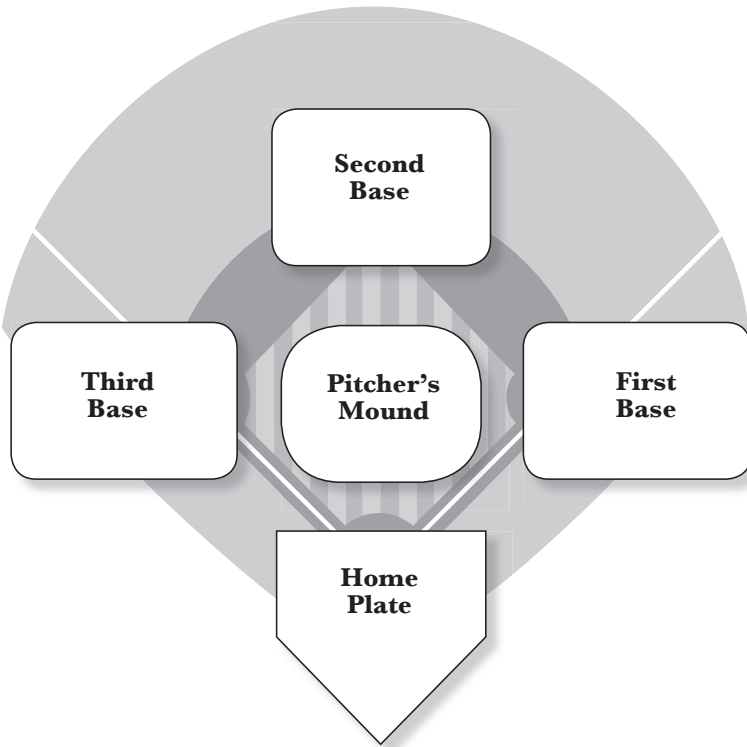 Second
Base
Third
Base
Pitcher’s
Mound
First
Base
Home
Plate